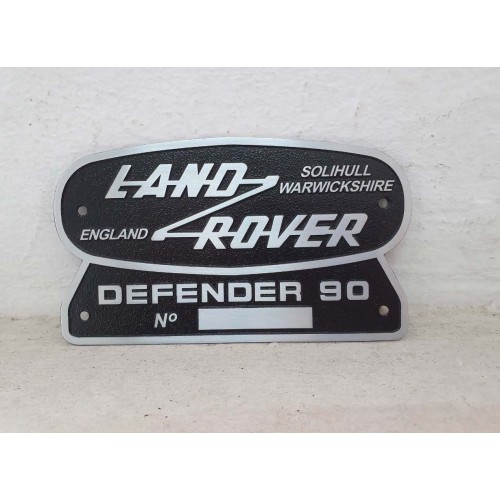 LAND
SOLIHULL
WARWICKSHIRE
ENGLAND
ROVER
DEFENDER 90
Nº